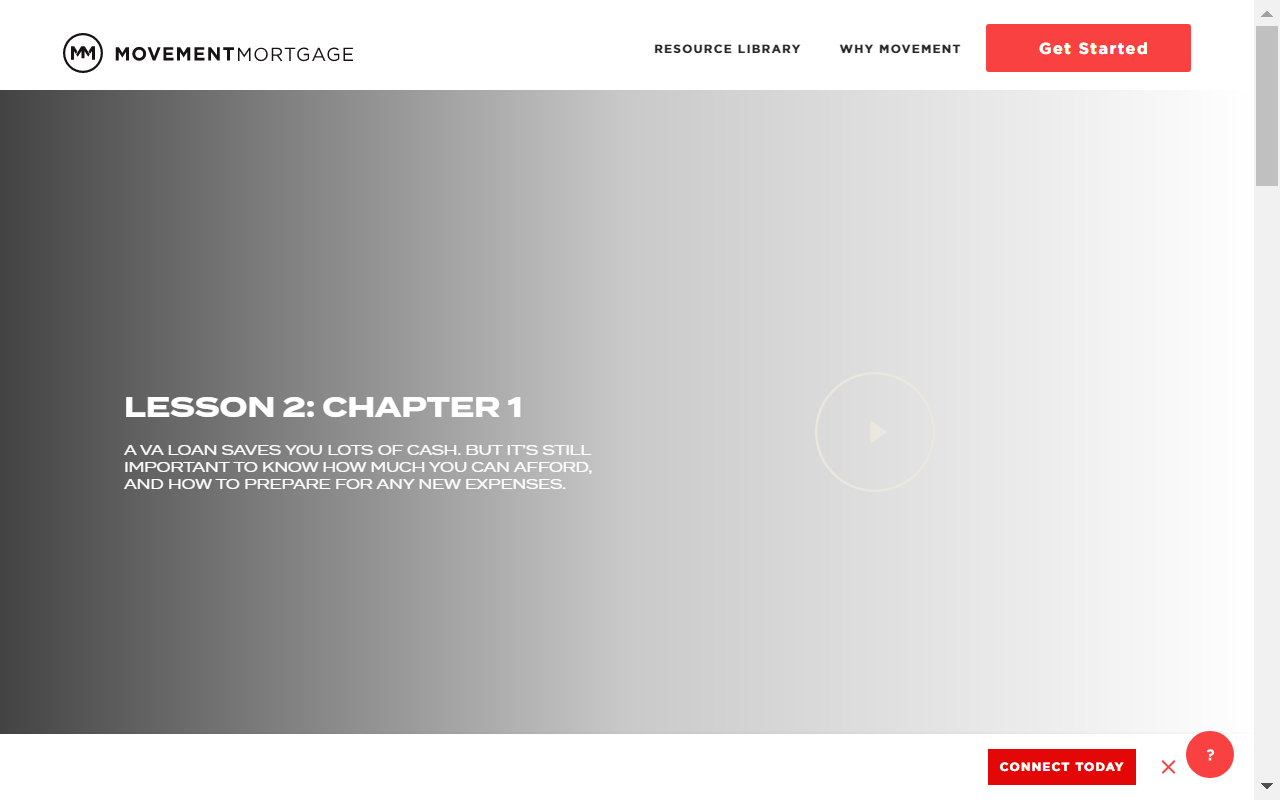 MOVEMENTMORTGAGE
RESOURCE LIBRARY
WHY MOVEMENT
Get Started
LESSON 2: CHAPTER 1
A VA LOAN SAVES YOU LOTS OF CASH. BUT IT'S STILL
IMPORTANT TO KNOW HOW MUCH YOU CAN AFFORD,
AND HOW TO PREPARE FOR ANY NEW EXPENSES.
CONNECT TODAY
?